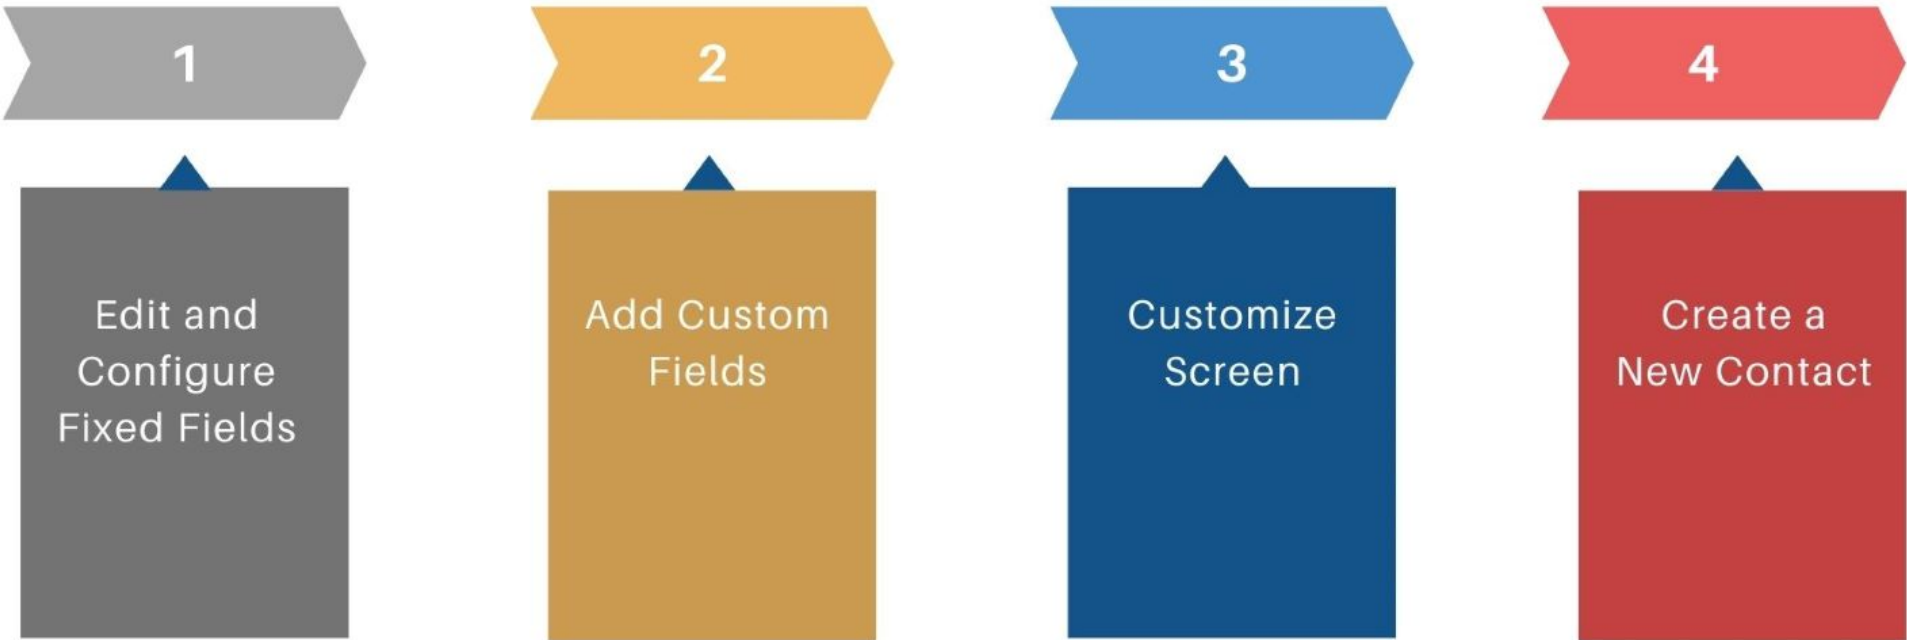 1
2
3
4
Edit and
Configure
Fixed Fields
Add Custom
Fields
Customize
Screen
Create a
New Contact